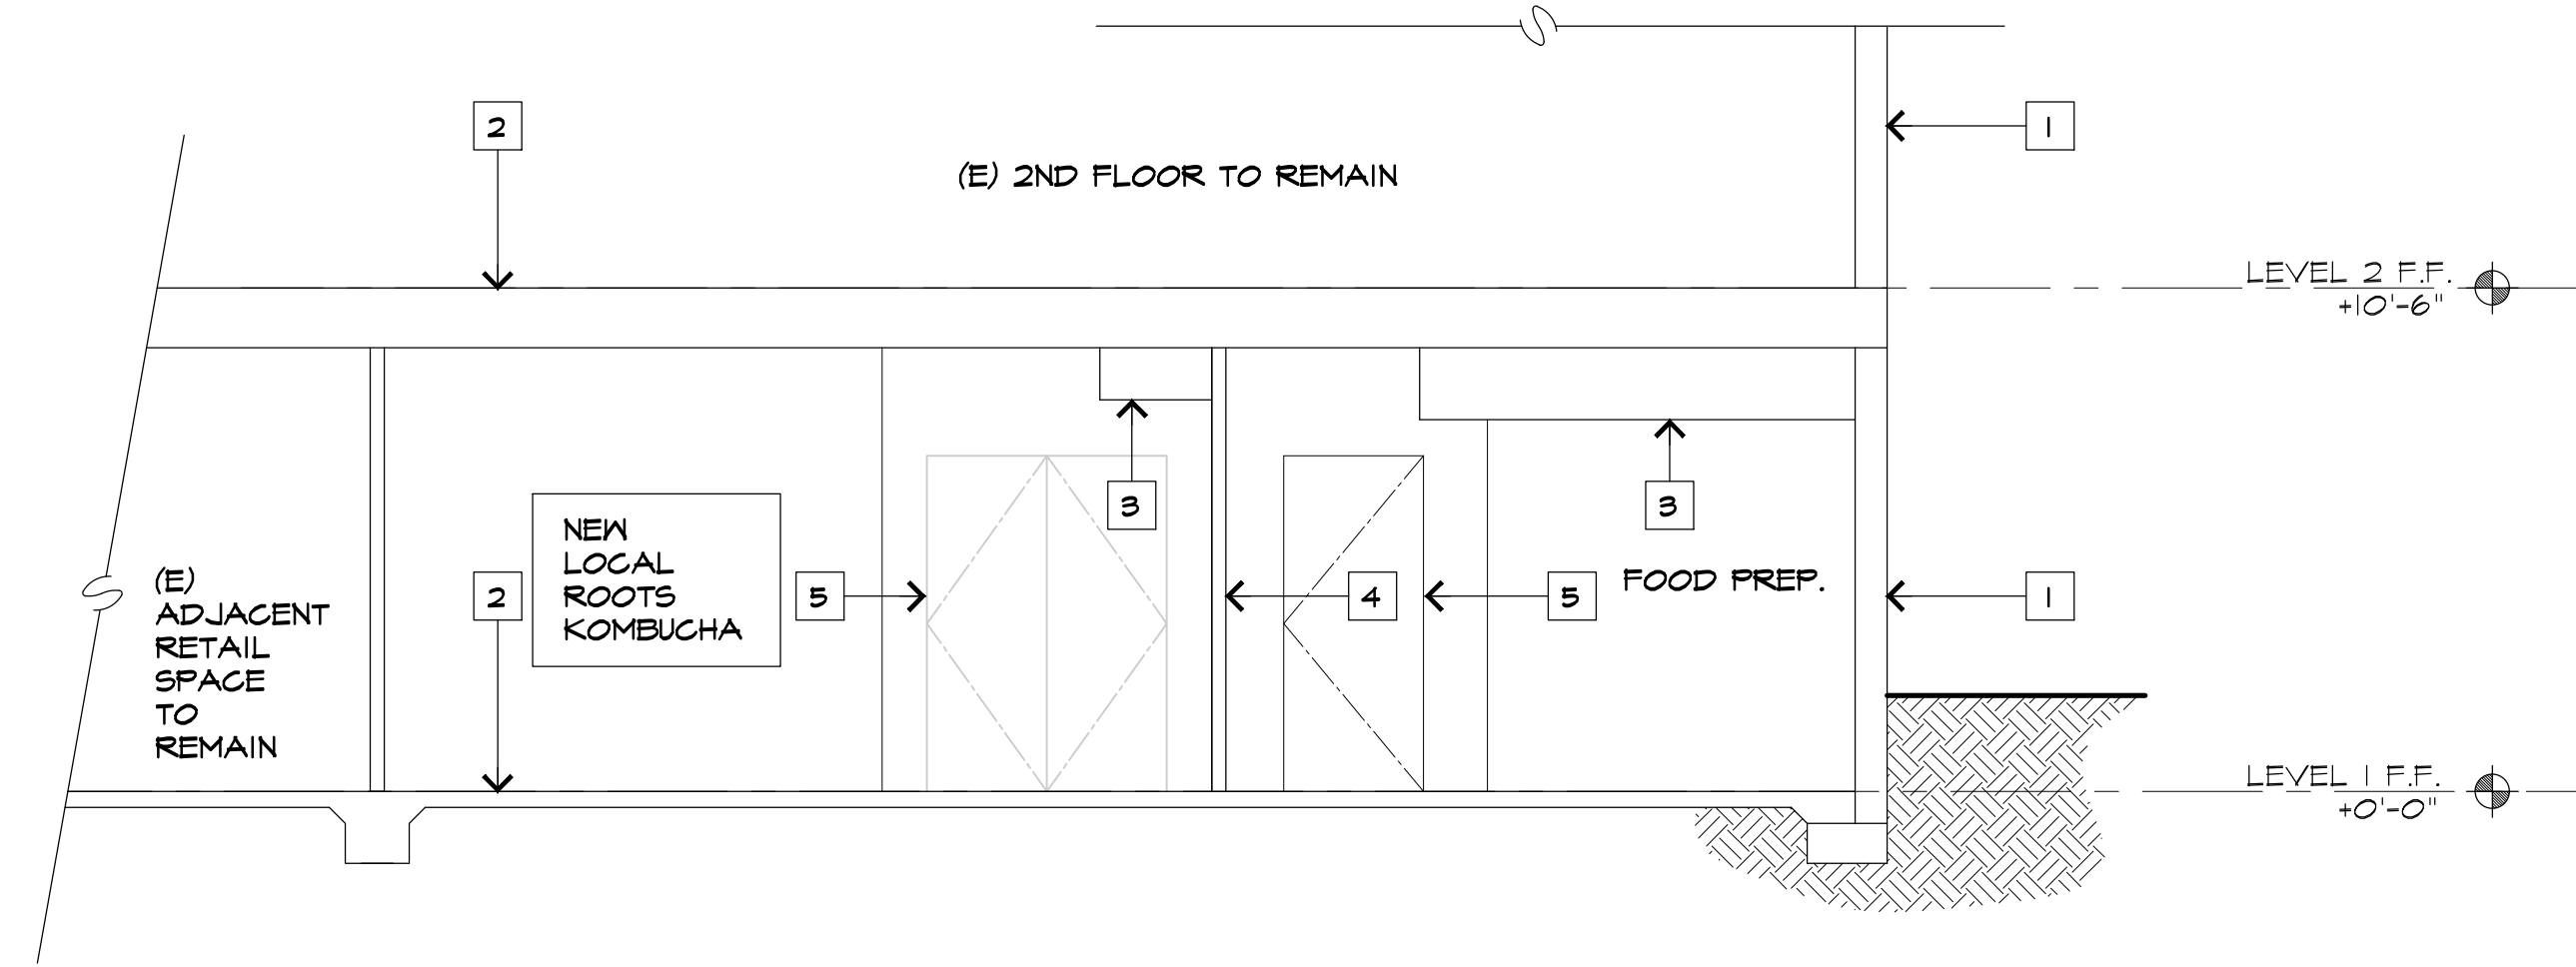 2
1
(E) 2ND FLOOR TO REMAIN
LEVEL 2 F.F.
+10'-6"
3
3
NEW
LOCAL
ROOTS
KOMBUCHA
(E)
ADJACENT
RETAIL
SPACE
TO
REMAIN
2
5
4
5
FOOD PREP.
1
LEVEL 1 F.F.
+0'-0"